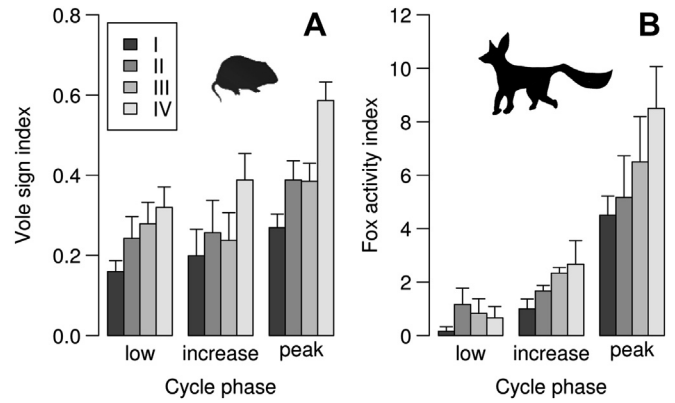 A
Vole sign index
0.8
0.6
0.4
0.2
0.0
I
II
III
IV
low increase peak
Cycle phase
B
Fox activity index
12
10
8
6
4
2
0
low increase peak
Cycle phase